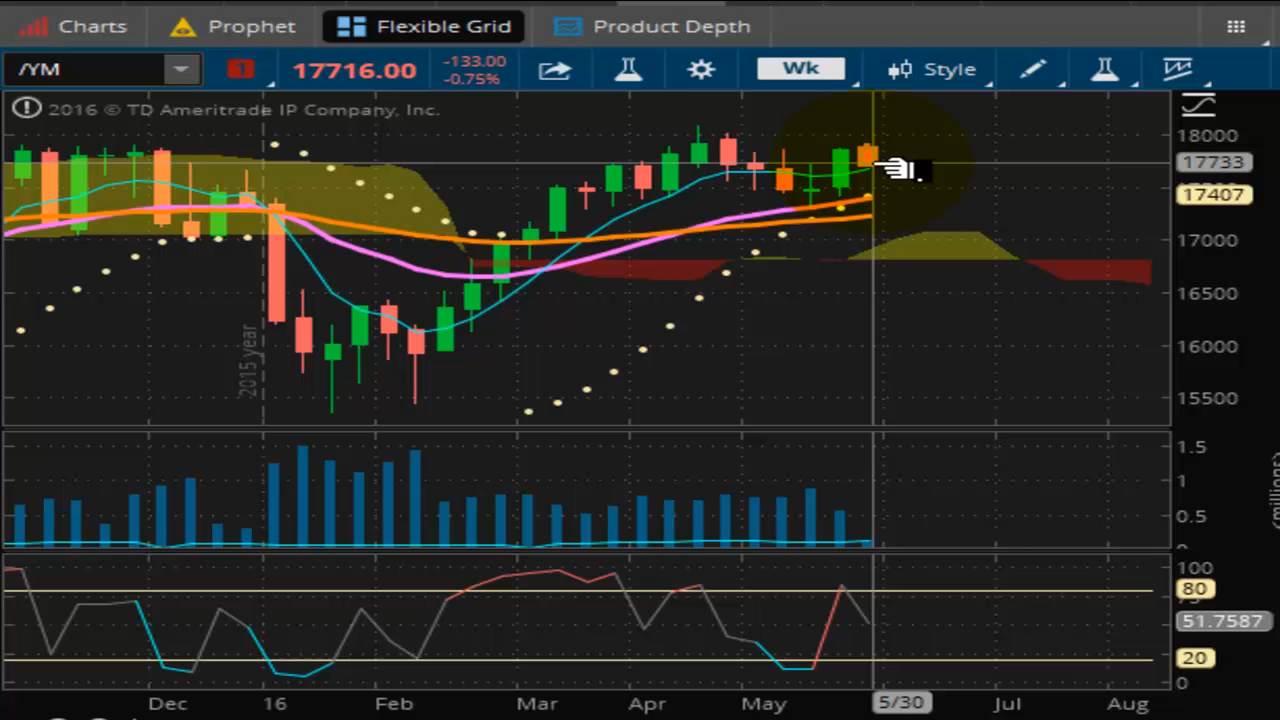 Charts Prophet Flexible Grid Product Depth
/YM 1 17716.00 -133.00 -0.75% Wk Style
2016 © TD Ameritrade IP Company, Inc.
18000
17733
17407
17000
16500
16000
15500
2015 year
1.5
1
0.5
(millions)
100
80
51.7587
20
0
Dec 16 Feb Mar Apr May 5/30 Jul Aug